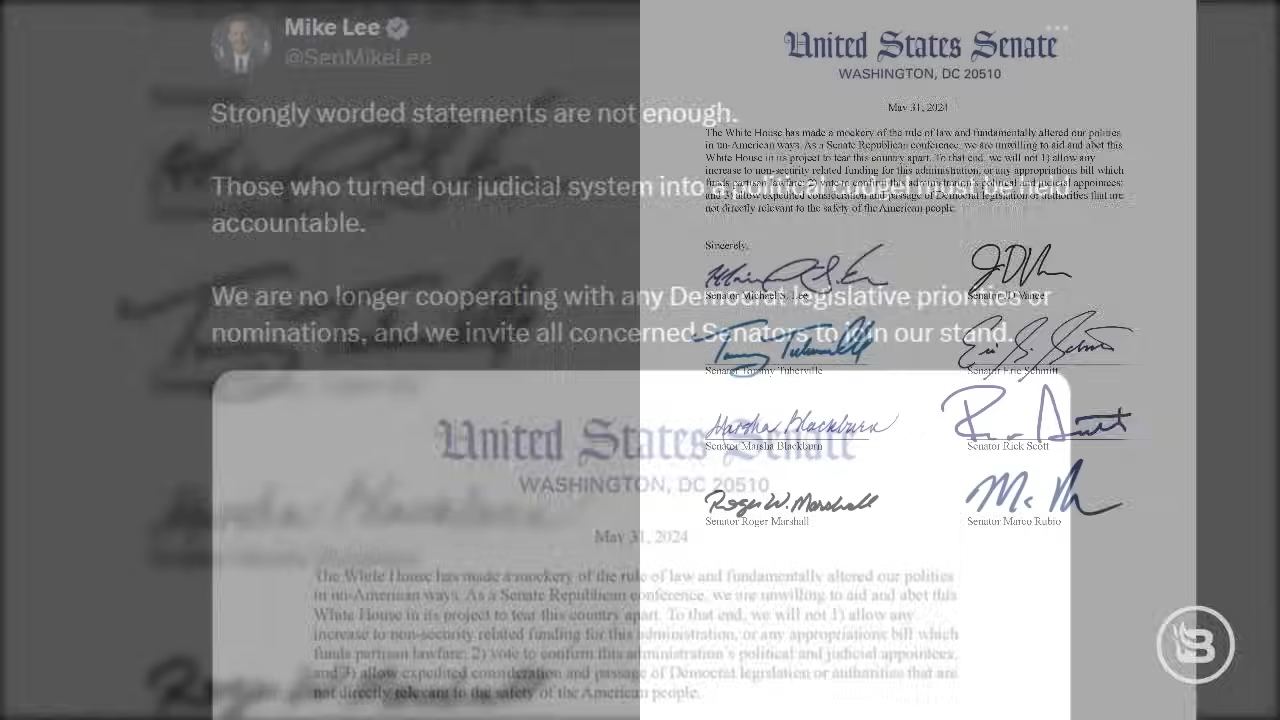 Mike Lee
@SenMikeLee
Strongly worded statements are not enough.
Those who turned our judicial system into a political cudgel must be held
accountable.
We are no longer cooperating with any Democrat legislative priorities or
nominations, and we invite all concerned Senators to join our stand.
United States Senate
WASHINGTON, DC 20510
May 31, 2024
The White House has made a mockery of the rule of law and fundamentally altered our politics
in un-American ways. As a Senate Republican conference, we are unwilling to aid and abet this
White House in its project to tear this country apart. To that end, we will not 1) allow any
increase to non-security related funding for this administration, or any appropriations bill which
funds partisan lawfare; 2) vote to confirm this administration's political and judicial appointees;
and 3) allow expedited consideration and passage of Democrat legislation or authorities that are
not directly relevant to the safety of the American people.
Sincerely,
Senator Michael S. Lee
Senator JD Vance
Tommy Tuberville
Senator Tommy Tuberville
Eric S. Schmitt
Senator Eric Schmitt
Marsha Blackburn
Senator Marsha Blackburn
Rick Scott
Senator Rick Scott
Roger W. Marshall
Senator Roger Marshall
Senator Marco Rubio
United States Senate
WASHINGTON, DC 20510
May 31, 2024
The White House has made a mockery of the rule of law and fundamentally altered our politics
in un-American ways. As a Senate Republican conference, we are unwilling to aid and abet this
White House in its project to tear this country apart. To that end, we will not 1) allow any
increase to non-security related funding for this administration, or any appropriations bill which
funds partisan lawfare; 2) vote to confirm this administration's political and judicial appointees;
and 3) allow expedited consideration and passage of Democrat legislation or authorities that are
not directly relevant to the safety of the American people.
B